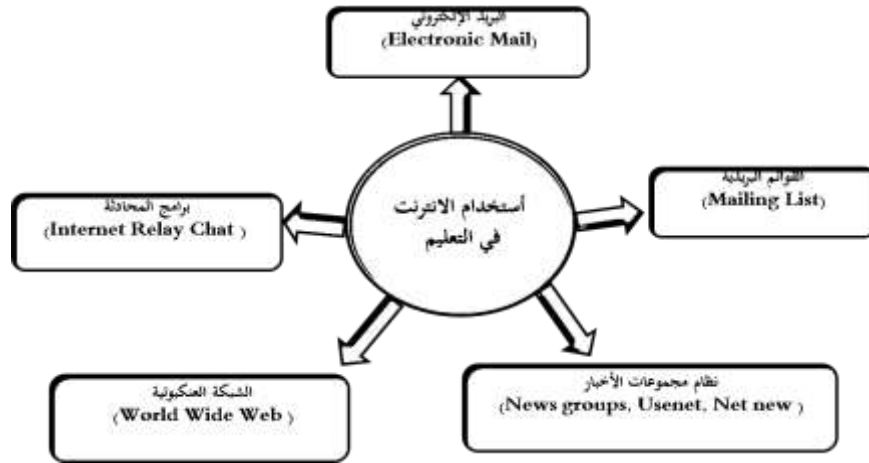 البريد الإلكتروني
(Electronic Mail)
القوائم البريدية
(Mailing List)
أستخدام الانترنت
في التعليم
برامج المحادثة
(Internet Relay Chat )
نظام مجموعات الأخبار
(News groups, Usenet, Net new )
الشبكة العنكبوتية
(World Wide Web )